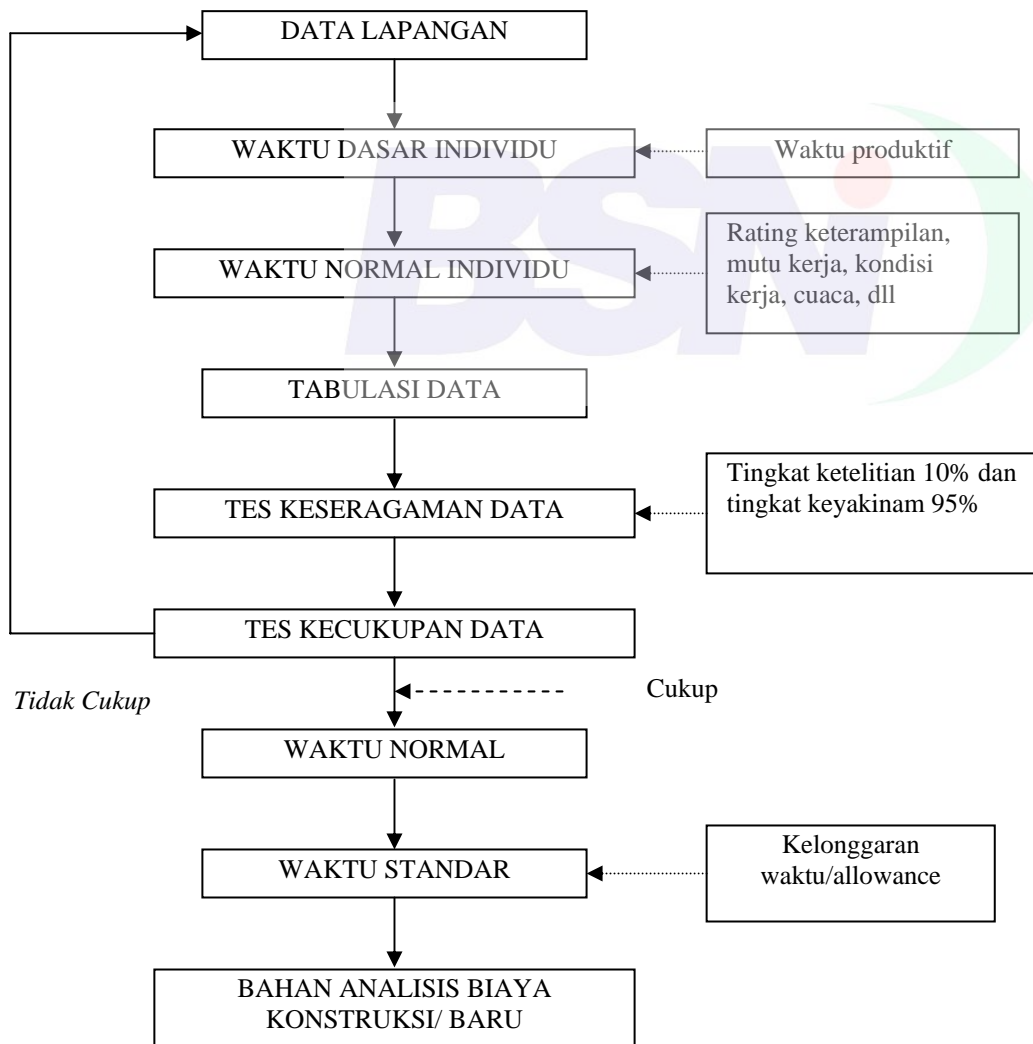 DATA LAPANGAN
WAKTU DASAR INDIVIDU
Waktu produktif
WAKTU NORMAL INDIVIDU
Rating keterampilan,
mutu kerja, kondisi
kerja, cuaca, dll
BSN
TABULASI DATA
TES KESERAGAMAN DATA
Tingkat ketelitian 10% dan
tingkat keyakinam 95%
TES KECUKUPAN DATA
Tidak Cukup
Cukup
WAKTU NORMAL
WAKTU STANDAR
Kelonggaran
waktu/allowance
BAHAN ANALISIS BIAYA
KONSTRUKSI/ BARU